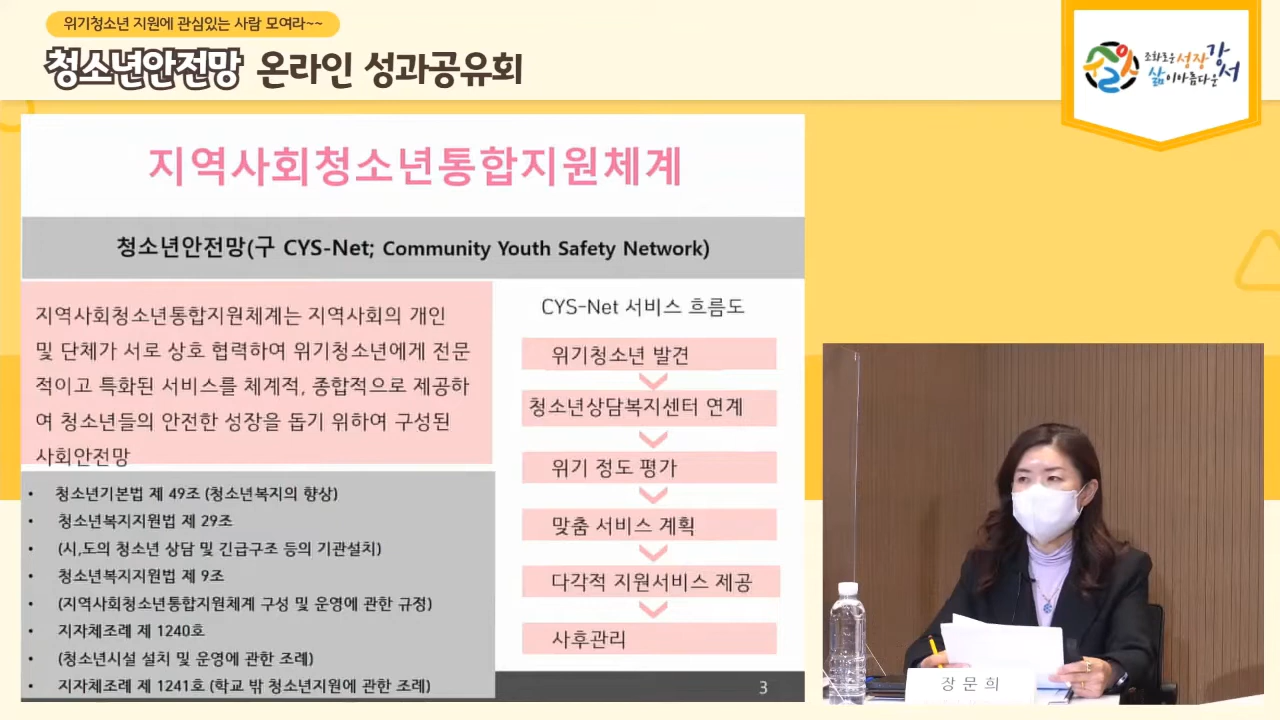 위기청소년 지원에 관심있는 사람 모여라~~
청소년안전망 온라인 성과공유회
조화로운 성장 강서
삶이 아름다운
지역사회청소년통합지원체계
청소년안전망(구 CYS-Net; Community Youth Safety Network)
지역사회청소년통합지원체계는 지역사회의 개인
및 단체가 서로 상호 협력하여 위기청소년에게 전문
적이고 특화된 서비스를 체계적, 종합적으로 제공하
여 청소년들의 안전한 성장을 돕기 위하여 구성된
사회안전망
• 청소년기본법 제 49조 (청소년복지의 향상)
• 청소년복지지원법 제 29조
• (시,도의 청소년 상담 및 긴급구조 등의 기관설치)
• 청소년복지지원법 제 9조
• (지역사회청소년통합지원체계 구성 및 운영에 관한 규정)
• 지자체조례 제 1240호
• (청소년시설 설치 및 운영에 관한 조례)
• 지자체조례 제 1241호 (학교 밖 청소년지원에 관한 조례)
CYS-Net 서비스 흐름도
위기청소년 발견
청소년상담복지센터 연계
위기 정도 평가
맞춤 서비스 계획
다각적 지원서비스 제공
사후관리
3
장 문 희